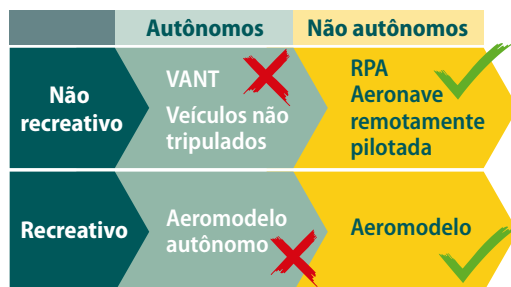 Autônomos
Não autônomos
Não
recreativo
VANT
Veículos não
tripulados
RPA
Aeronave
remotamente
pilotada
Recreativo
Aeromodelo
autônomo
Aeromodelo